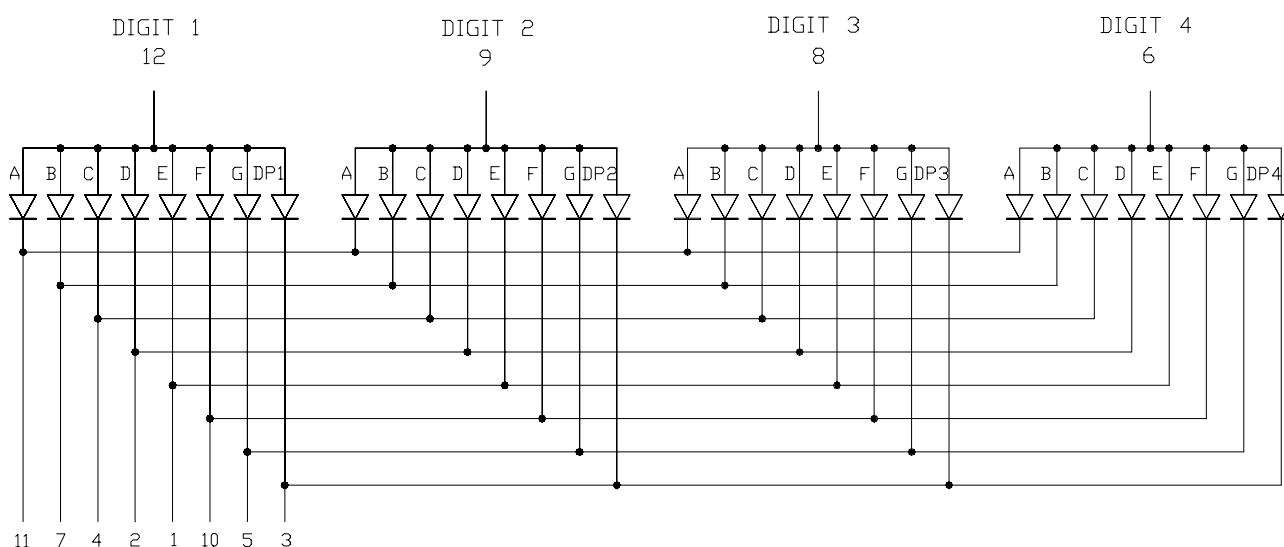 DIGIT 1 DIGIT 2 DIGIT 3 DIGIT 4
12 9 8 6
A B C D E F G DP1 A B C D E F G DP2 A B C D E F G DP3 A B C D E F G DP4
11 7 4 2 1 10 5 3